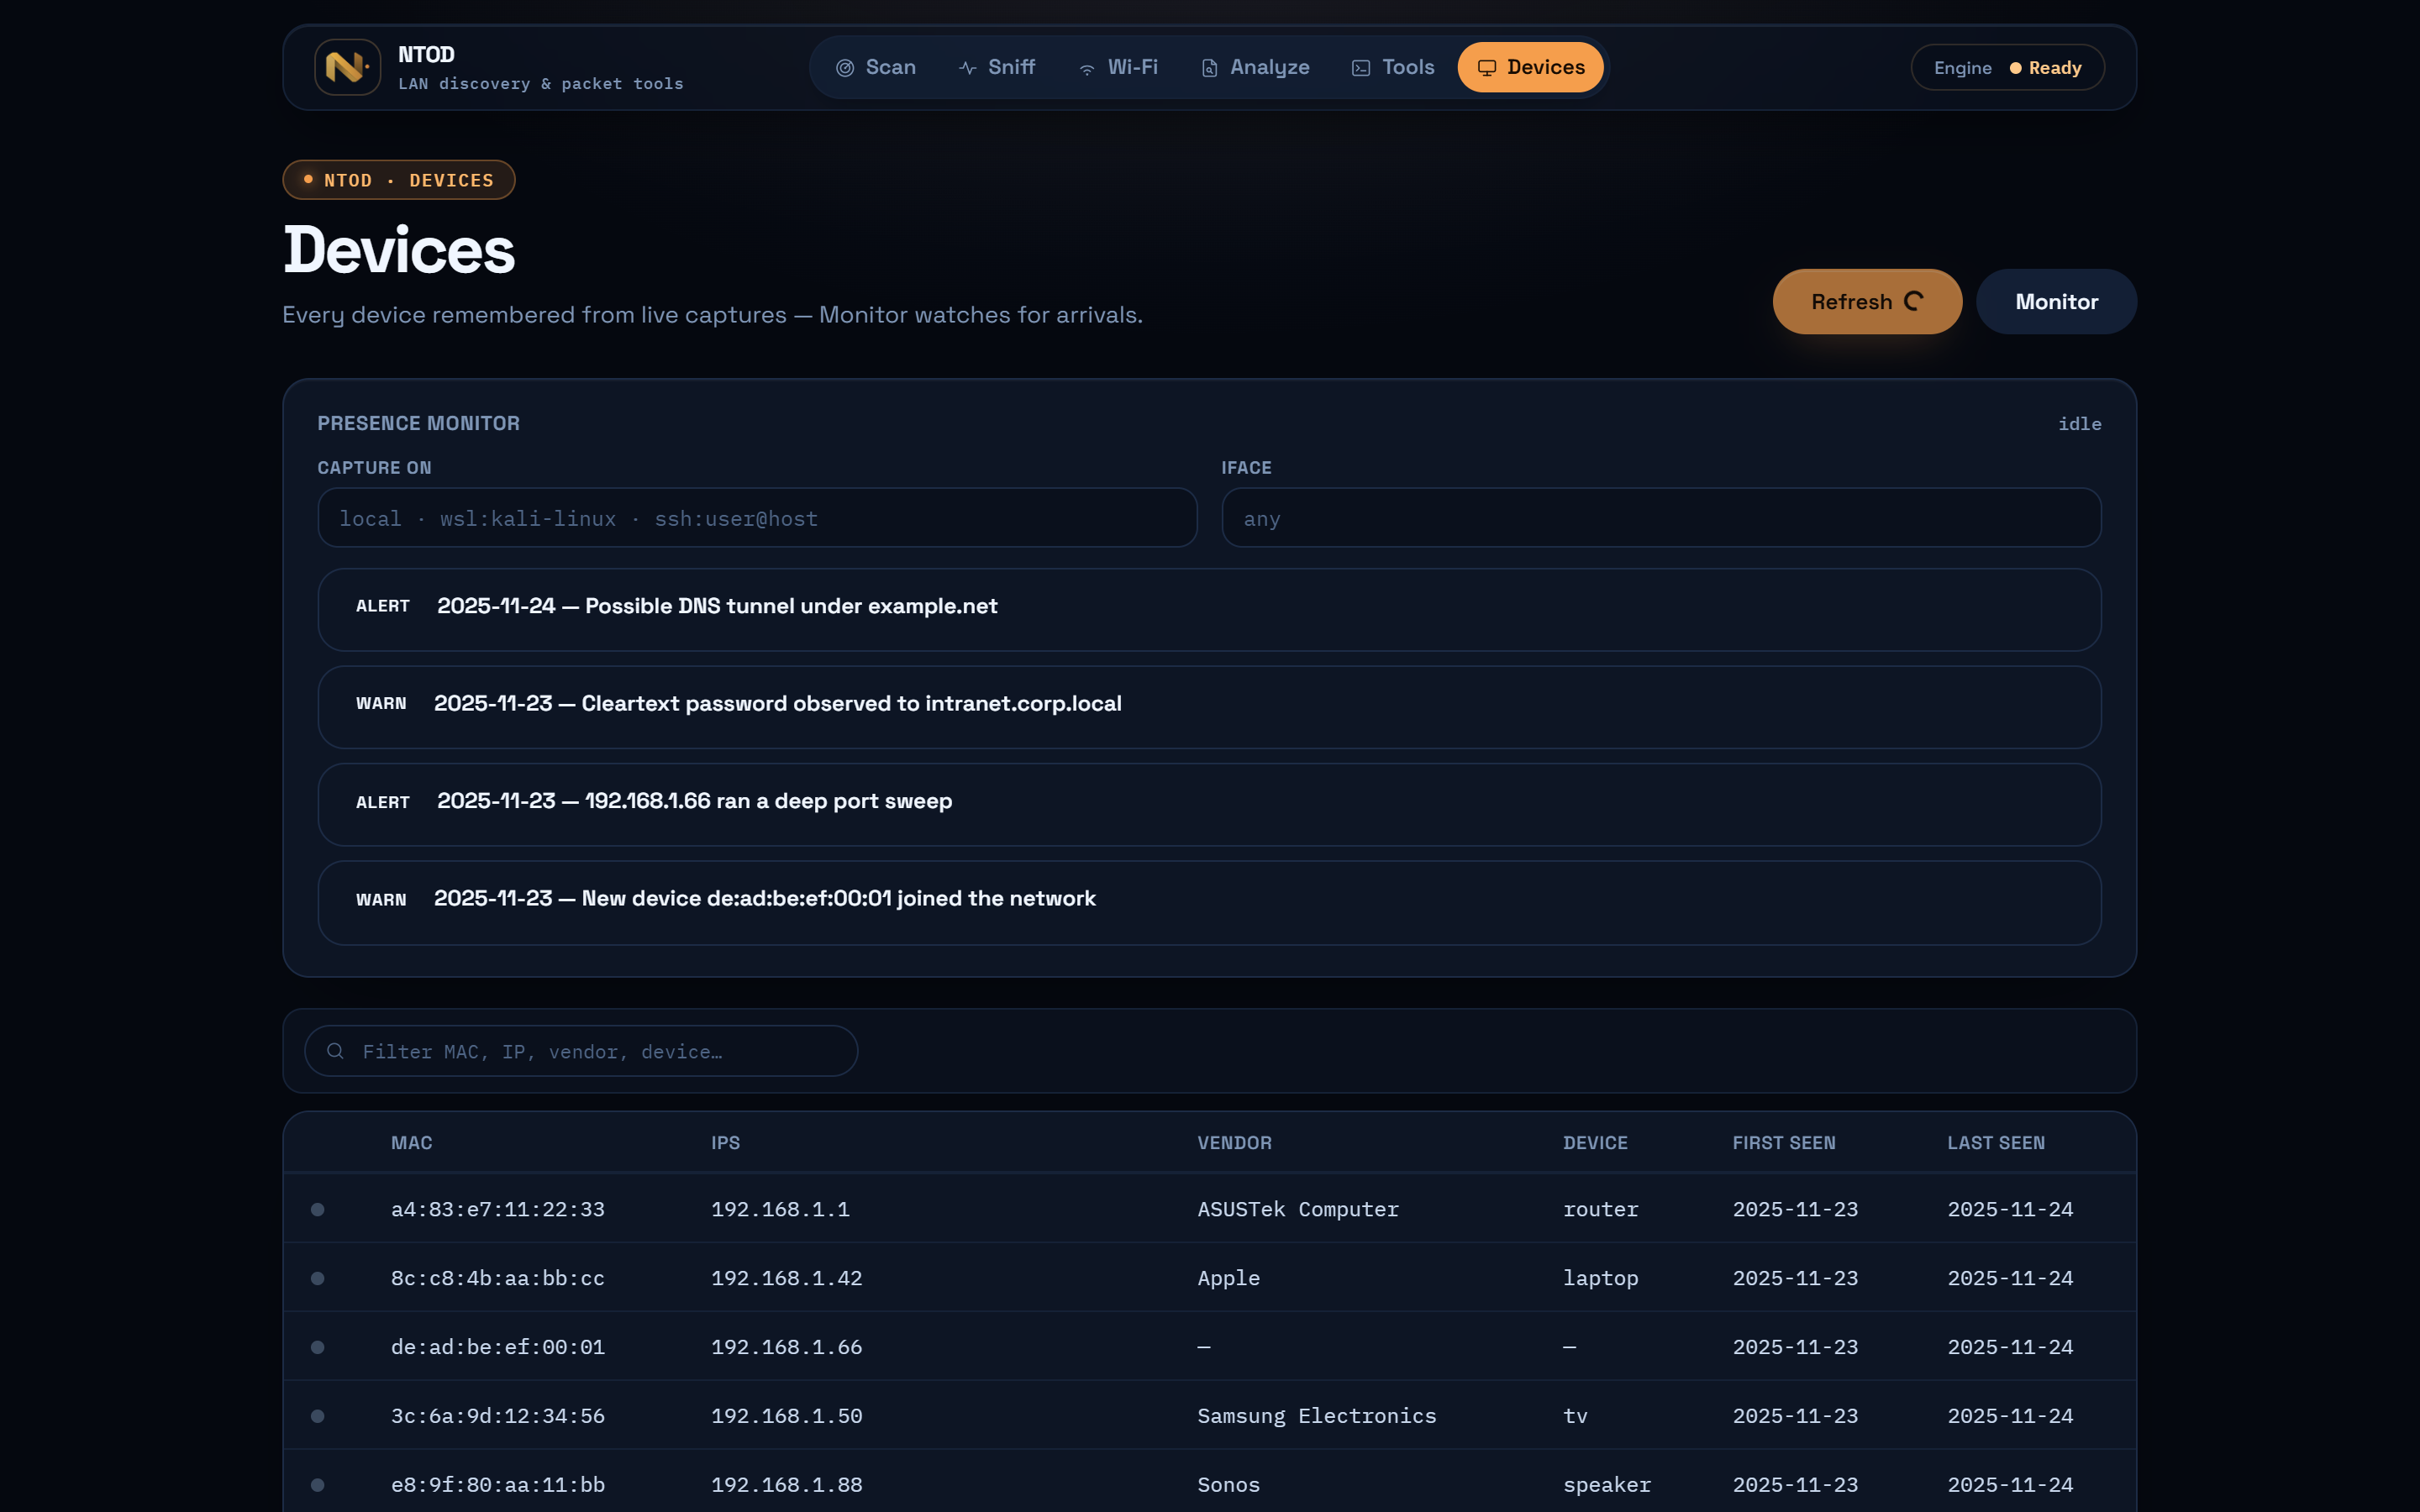 NTOD
LAN discovery & packet tools
Scan Sniff Wi-Fi Analyze Tools Devices
Engine Ready
NTOD · DEVICES
Devices
Every device remembered from live captures — Monitor watches for arrivals.
Refresh Monitor
PRESENCE MONITOR idle
CAPTURE ON IFACE
local · wsl:kali-linux · ssh:user@host any
ALERT 2025-11-24 — Possible DNS tunnel under example.net
WARN 2025-11-23 — Cleartext password observed to intranet.corp.local
ALERT 2025-11-23 — 192.168.1.66 ran a deep port sweep
WARN 2025-11-23 — New device de:ad:be:ef:00:01 joined the network
Filter MAC, IP, vendor, device…
MAC IPS VENDOR DEVICE FIRST SEEN LAST SEEN
a4:83:e7:11:22:33 192.168.1.1 ASUSTek Computer router 2025-11-23 2025-11-24
8c:c8:4b:aa:bb:cc 192.168.1.42 Apple laptop 2025-11-23 2025-11-24
de:ad:be:ef:00:01 192.168.1.66 — — 2025-11-23 2025-11-24
3c:6a:9d:12:34:56 192.168.1.50 Samsung Electronics tv 2025-11-23 2025-11-24
e8:9f:80:aa:11:bb 192.168.1.88 Sonos speaker 2025-11-23 2025-11-24